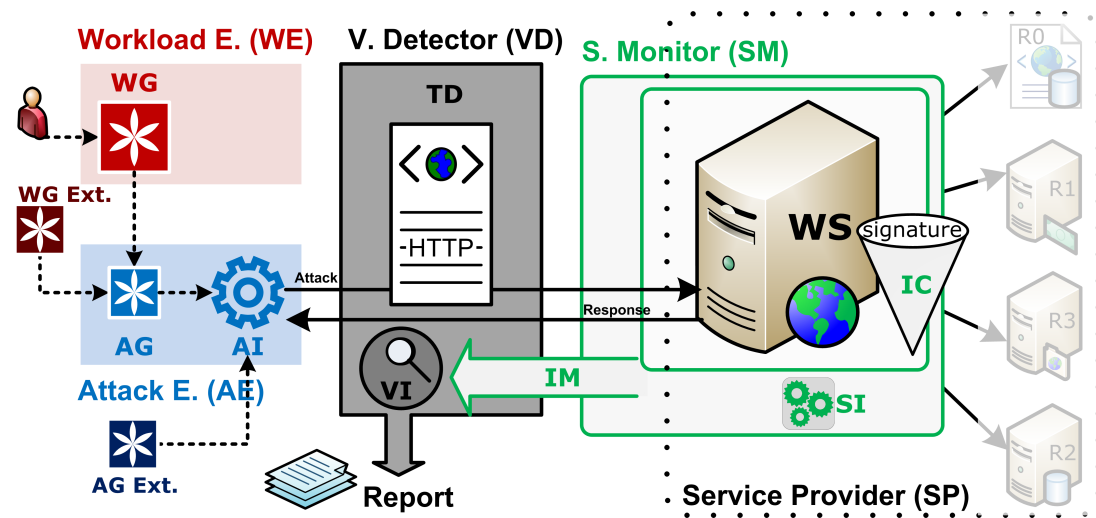 Workload E. (WE)
V. Detector (VD)
S. Monitor (SM)
R0
WG
TD
WG Ext.
-HTTP-
WS
signature
R1
Attack
IC
AG
AI
Response
R3
Attack E. (AE)
VI
IM
SI
AG Ext.
Report
Service Provider (SP)
R2